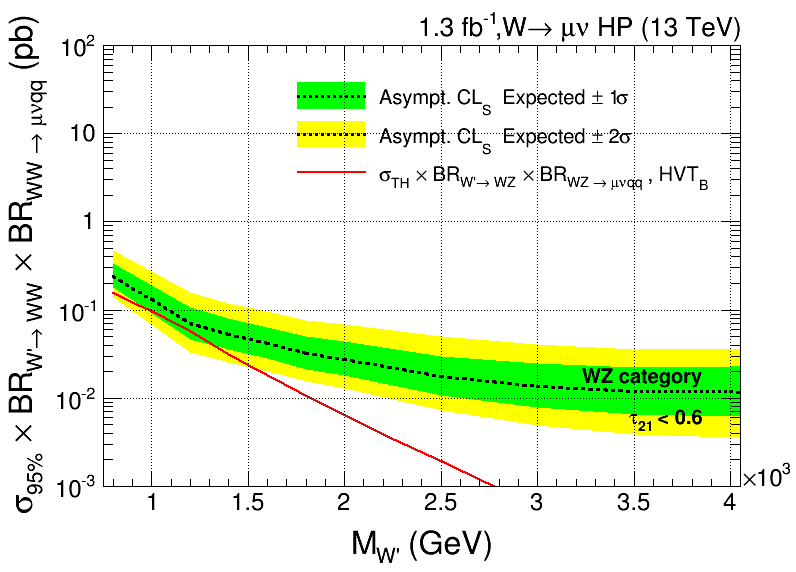 1.3 fb⁻¹,W→ μν HP (13 TeV)
σ₉₅% × BR_W'→ WW × BR_WW → μνqq (pb)
10²
10
1
10⁻¹
10⁻²
10⁻³
Asympt. CL_S Expected ± 1σ
Asympt. CL_S Expected ± 2σ
σ_TH × BR_W'→ WZ × BR_WZ → μνqq , HVT_B
WZ category
τ₂₁ < 0.6
1 1.5 2 2.5 3 3.5 4
×10³
M_W' (GeV)